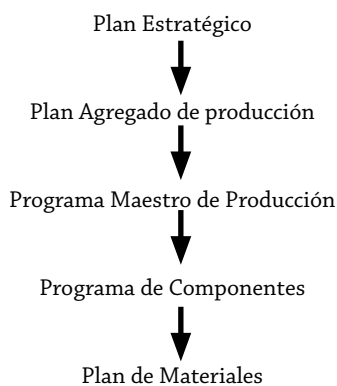 Plan Estratégico
Plan Agregado de producción
Programa Maestro de Producción
Programa de Componentes
Plan de Materiales